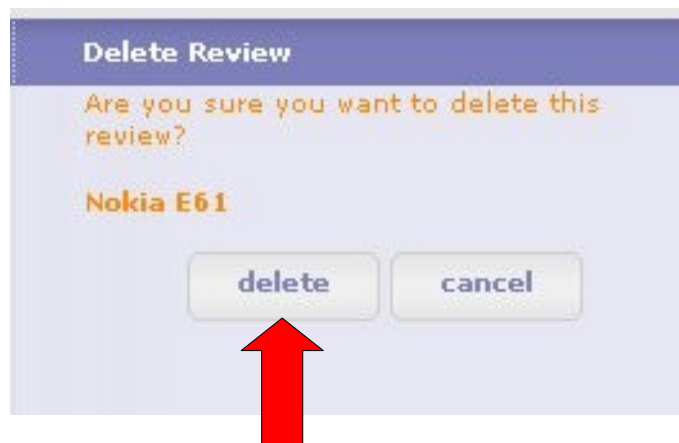 Delete Review
Are you sure you want to delete this
review?
Nokia E61
delete cancel